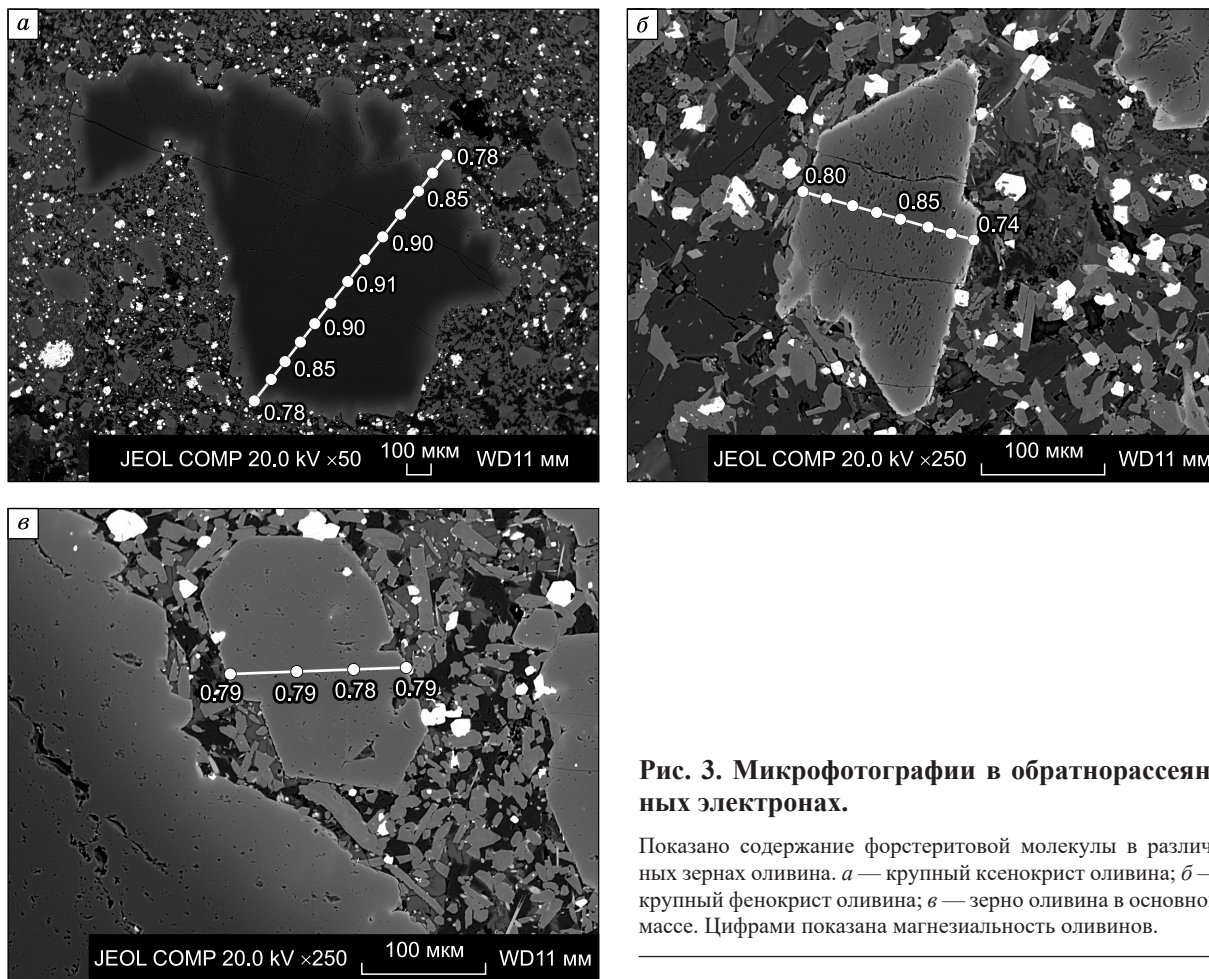 а
0.78
0.85
0.90
0.91
0.90
0.85
0.78
JEOL COMP 20.0 kV ×50 100 мкм WD11 мм
б
0.80
0.85
0.74
JEOL COMP 20.0 kV ×250 100 мкм WD11 мм
в
0.79 0.79 0.78 0.79
JEOL COMP 20.0 kV ×250 100 мкм WD11 мм
Рис. 3. Микрофотографии в обратнорассеян-
ных электронах.
Показано содержание форстеритовой молекулы в различ-
ных зернах оливина. а — крупный ксенокрист оливина; б —
крупный фенокрист оливина; в — зерно оливина в основно
массе. Цифрами показана магнезиальность оливинов.